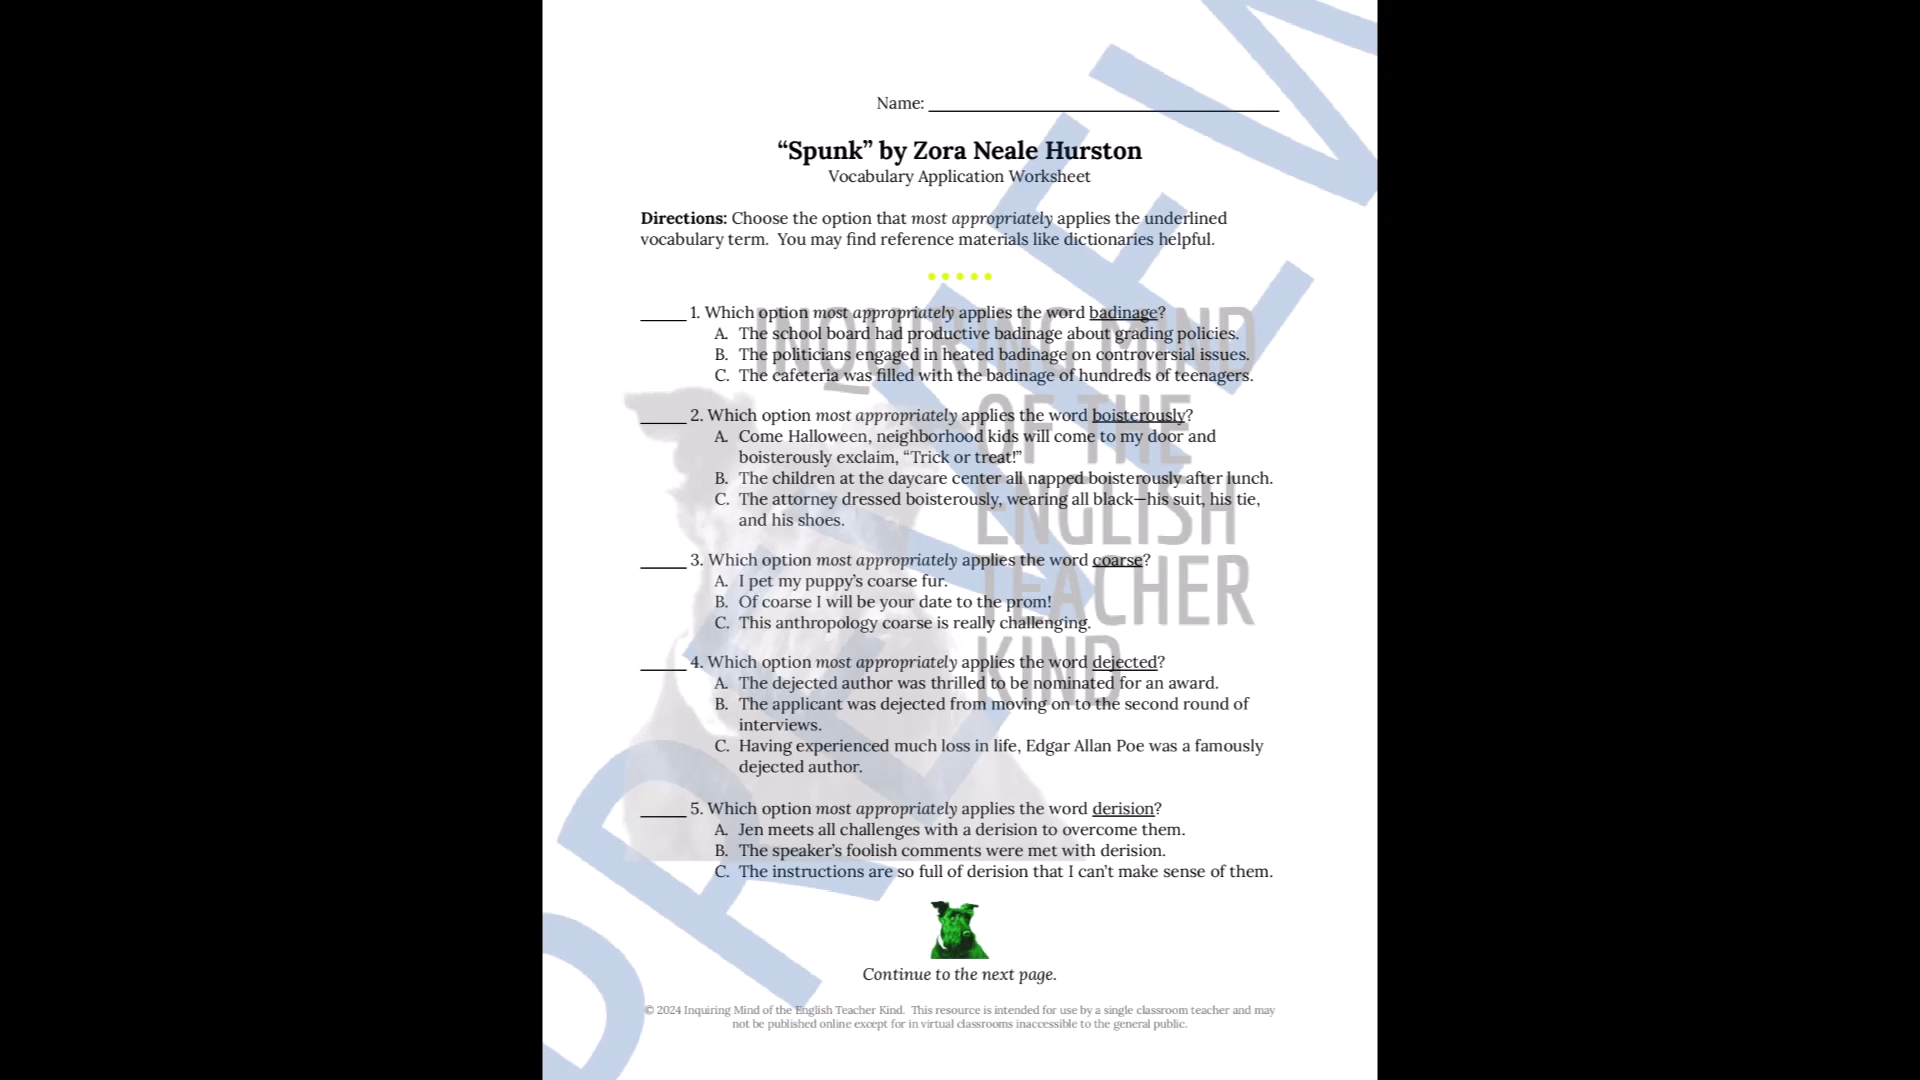 Name:
“Spunk” by Zora Neale Hurston
Vocabulary Application Worksheet
Directions: Choose the option that most appropriately applies the underlined
vocabulary term.  You may find reference materials like dictionaries helpful.
1. Which option most appropriately applies the word badinage?
A. The school board had productive badinage about grading policies.
B. The politicians engaged in heated badinage on controversial issues.
C. The cafeteria was filled with the badinage of hundreds of teenagers.
2. Which option most appropriately applies the word boisterously?
A. Come Halloween, neighborhood kids will come to my door and
boisterously exclaim, “Trick or treat!”
B. The children at the daycare center all napped boisterously after lunch.
C. The attorney dressed boisterously, wearing all black—his suit, his tie,
and his shoes.
3. Which option most appropriately applies the word coarse?
A. I pet my puppy’s coarse fur.
B. Of coarse I will be your date to the prom!
C. This anthropology coarse is really challenging.
4. Which option most appropriately applies the word dejected?
A. The dejected author was thrilled to be nominated for an award.
B. The applicant was dejected from moving on to the second round of
interviews.
C. Having experienced much loss in life, Edgar Allan Poe was a famously
dejected author.
5. Which option most appropriately applies the word derision?
A. Jen meets all challenges with a derision to overcome them.
B. The speaker’s foolish comments were met with derision.
C. The instructions are so full of derision that I can’t make sense of them.
Continue to the next page.
© 2024 Inquiring Mind of the English Teacher Kind.  This resource is intended for use by a single classroom teacher and may
not be published online except for in virtual classrooms inaccessible to the general public.
INQUIRING MIND
OF THE
ENGLISH
TEACHER
KIND
PREVIEW